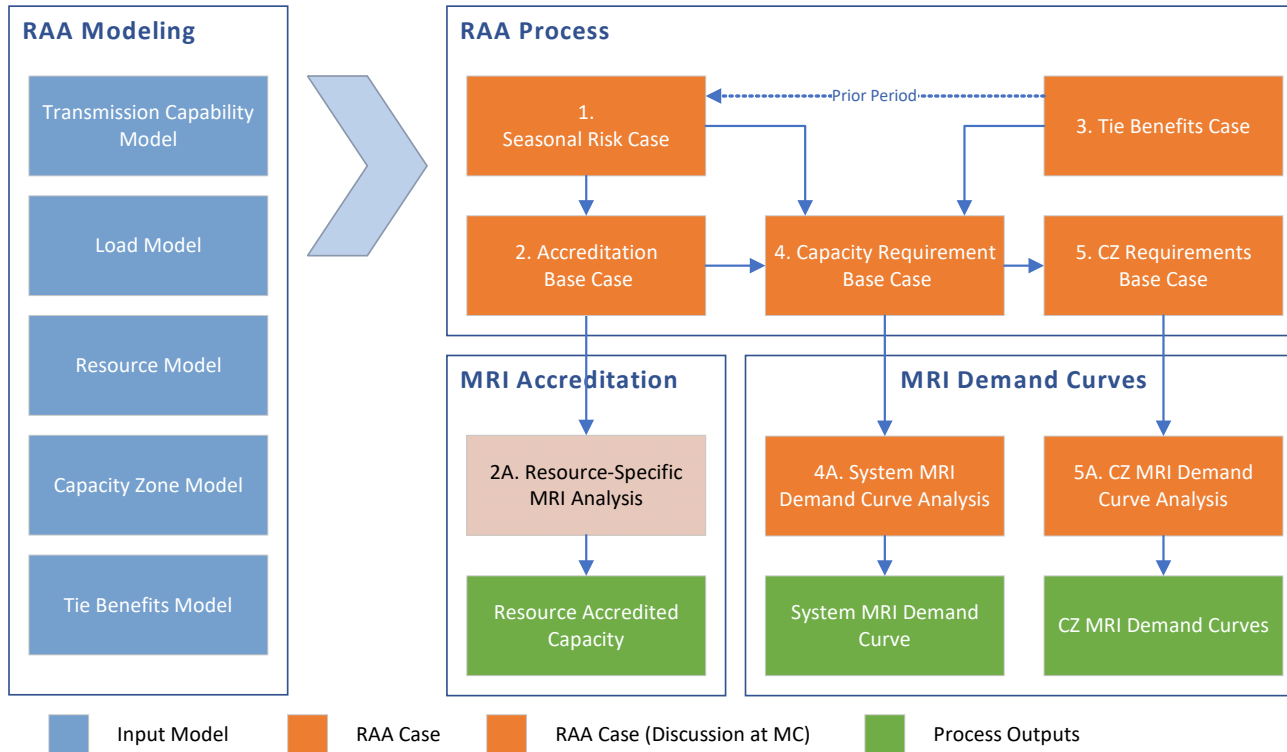 RAA Modeling
Transmission Capability
Model
Load Model
Resource Model
Capacity Zone Model
Tie Benefits Model
RAA Process
Prior Period
1.
Seasonal Risk Case
3. Tie Benefits Case
2. Accreditation
Base Case
4. Capacity Requirement
Base Case
5. CZ Requirements
Base Case
MRI Accreditation
2A. Resource-Specific
MRI Analysis
Resource Accredited
Capacity
MRI Demand Curves
4A. System MRI
Demand Curve Analysis
5A. CZ MRI Demand
Curve Analysis
System MRI Demand
Curve
CZ MRI Demand Curves
Input Model
RAA Case
RAA Case (Discussion at MC)
Process Outputs